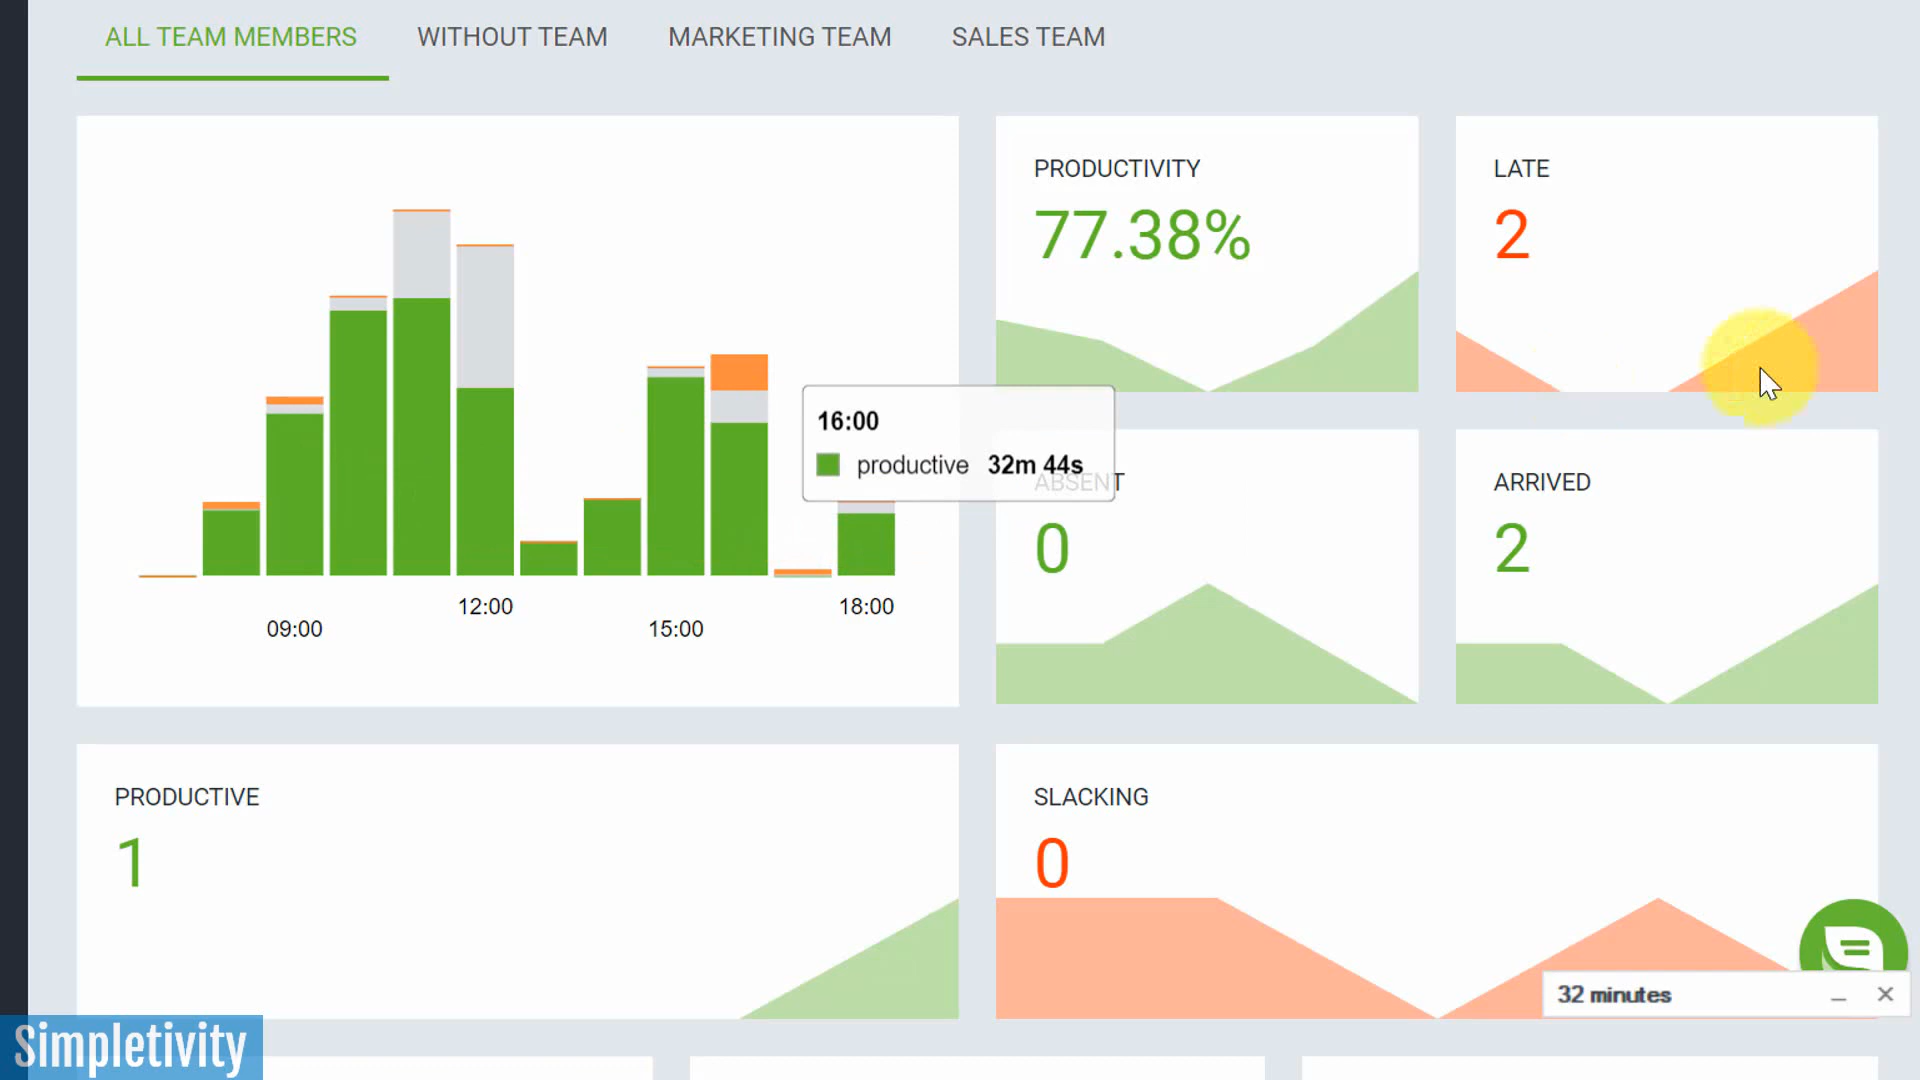 ALL TEAM MEMBERS WITHOUT TEAM MARKETING TEAM SALES TEAM
PRODUCTIVITY
77.38%
LATE
2
16:00
productive 32m 44s
ABSENT
0
ARRIVED
2
12:00 18:00
09:00 15:00
PRODUCTIVE
1
SLACKING
0
32 minutes
Simpletivity